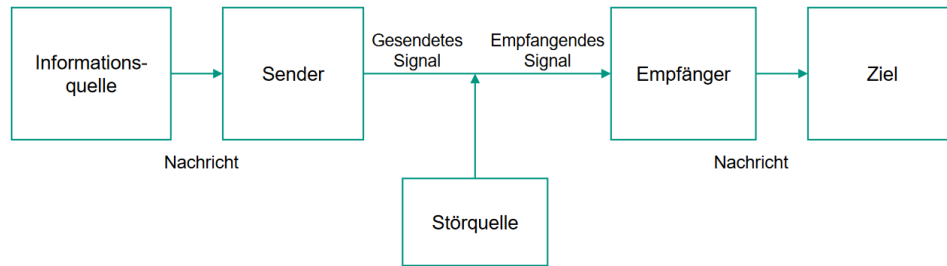 Informations-
quelle
Sender
Gesendetes
Signal
Empfangendes
Signal
Empfänger
Ziel
Nachricht
Nachricht
Störquelle